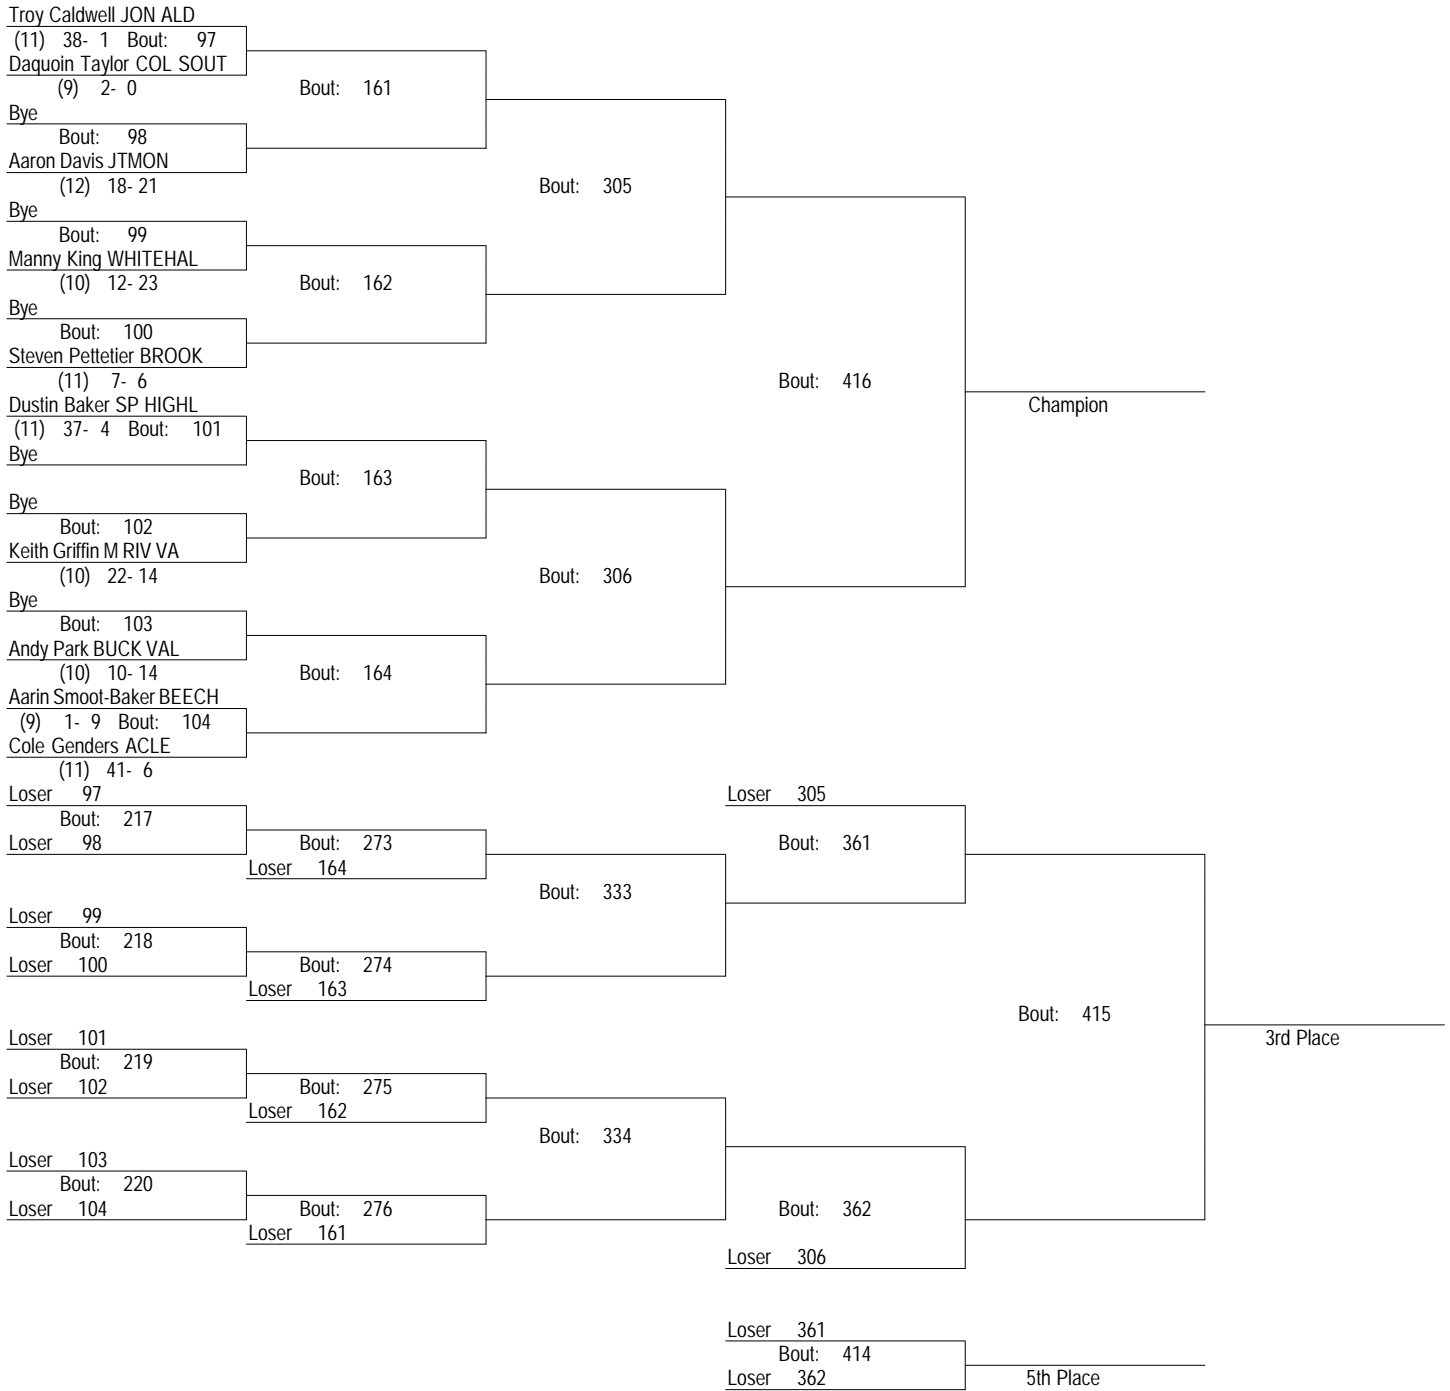 Troy Caldwell JON ALD
(11) 38- 1 Bout: 97
Daquoin Taylor COL SOUT
(9) 2- 0
Bout: 161
Bye
Bout: 98
Aaron Davis JTMON
(12) 18- 21
Bout: 305
Bye
Bout: 99
Manny King WHITEHAL
(10) 12- 23
Bout: 162
Bye
Bout: 100
Steven Pettetier BROOK
(11) 7- 6
Bout: 416
Dustin Baker SP HIGHL
Champion
(11) 37- 4 Bout: 101
Bye
Bout: 163
Bye
Bout: 102
Keith Griffin M RIV VA
(10) 22- 14
Bout: 306
Bye
Bout: 103
Andy Park BUCK VAL
(10) 10- 14
Bout: 164
Aarin Smoot-Baker BEECH
(9) 1- 9 Bout: 104
Cole Genders ACLE
(11) 41- 6
Loser 97
Loser 305
Bout: 217
Loser 98
Bout: 273
Bout: 361
Loser 164
Bout: 333
Loser 99
Bout: 218
Loser 100
Bout: 274
Loser 163
Bout: 415
Loser 101
3rd Place
Bout: 219
Loser 102
Bout: 275
Loser 162
Bout: 334
Loser 103
Bout: 220
Loser 104
Bout: 276
Bout: 362
Loser 161
Loser 306
Loser 361
Bout: 414
Loser 362
5th Place